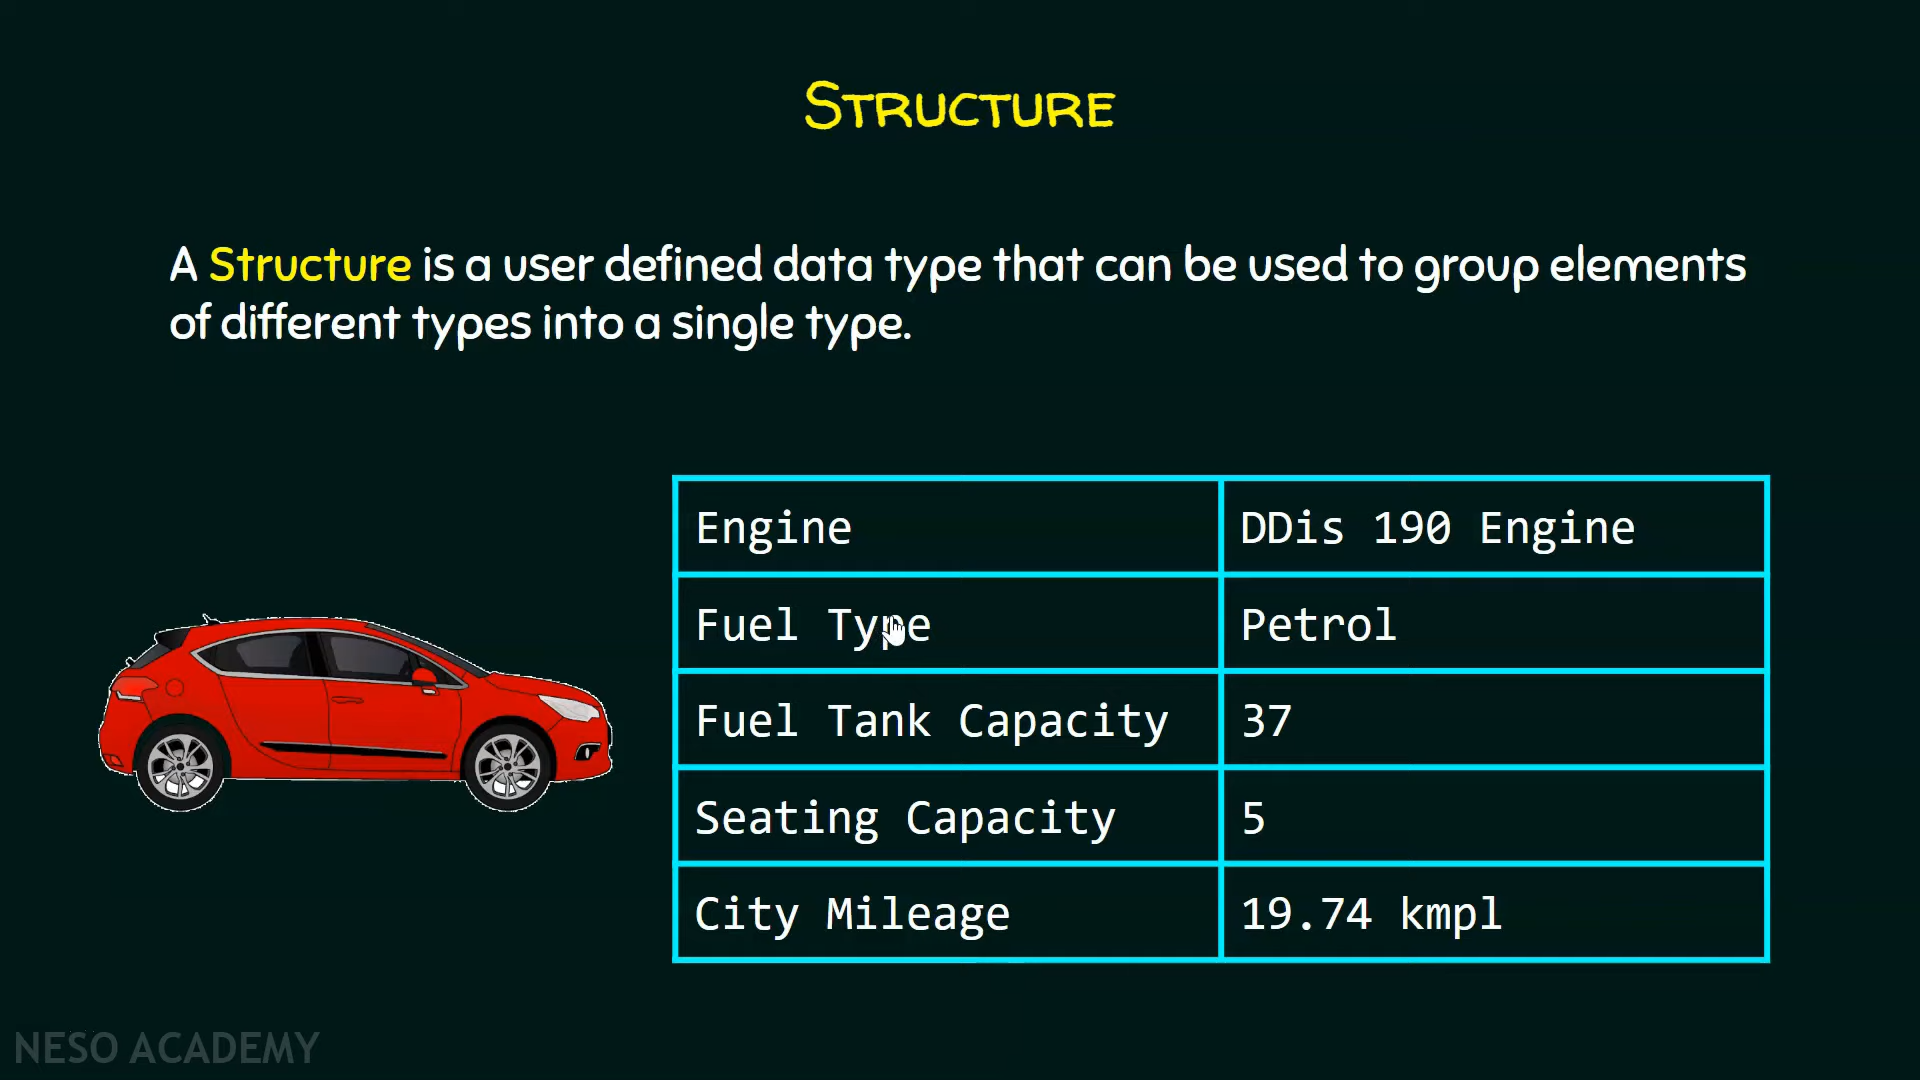 STRUCTURE
A Structure is a user defined data type that can be used to group elements
of different types into a single type.
Engine DDis 190 Engine
Fuel Type Petrol
Fuel Tank Capacity 37
Seating Capacity 5
City Mileage 19.74 kmpl
NESO ACADEMY